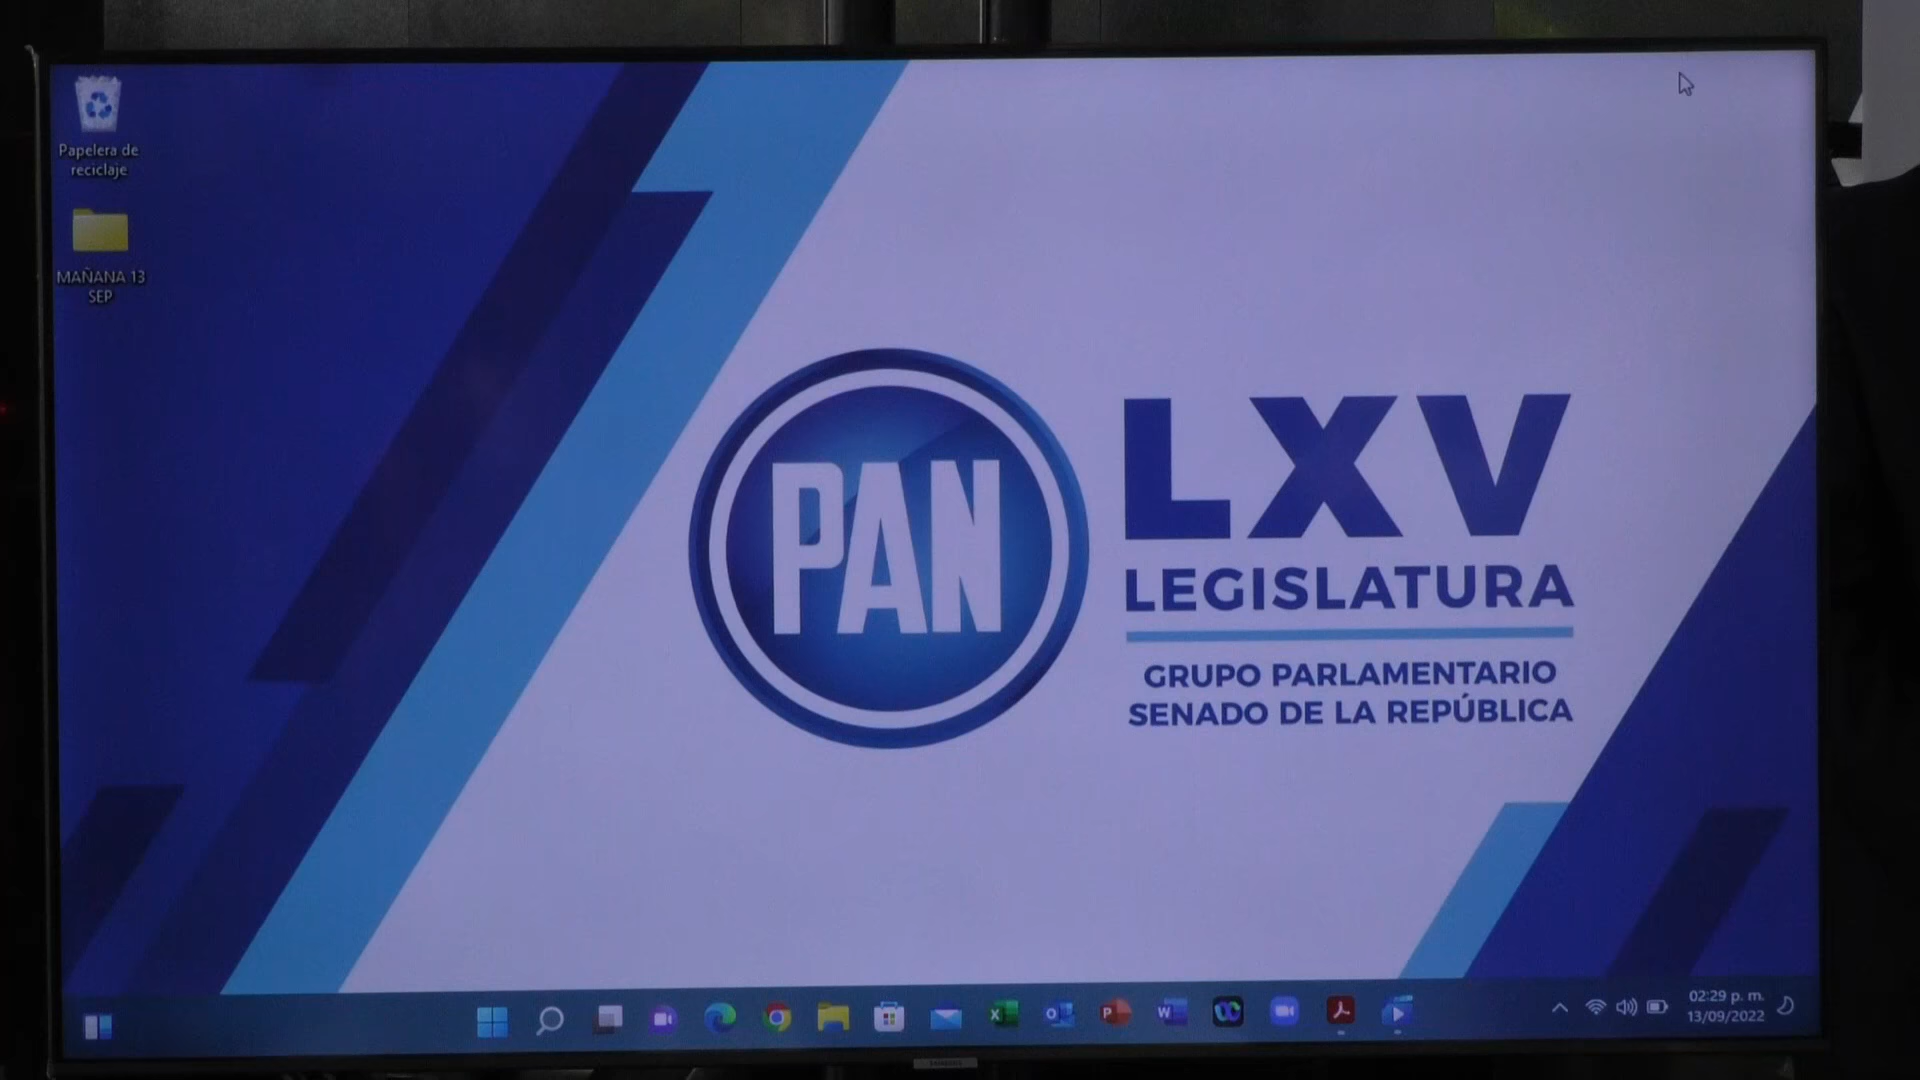 Papelera de
reciclaje
MAÑANA 13
SEP
PAN
LXV
LEGISLATURA
GRUPO PARLAMENTARIO
SENADO DE LA REPÚBLICA
02:29 p. m.
13/09/2022